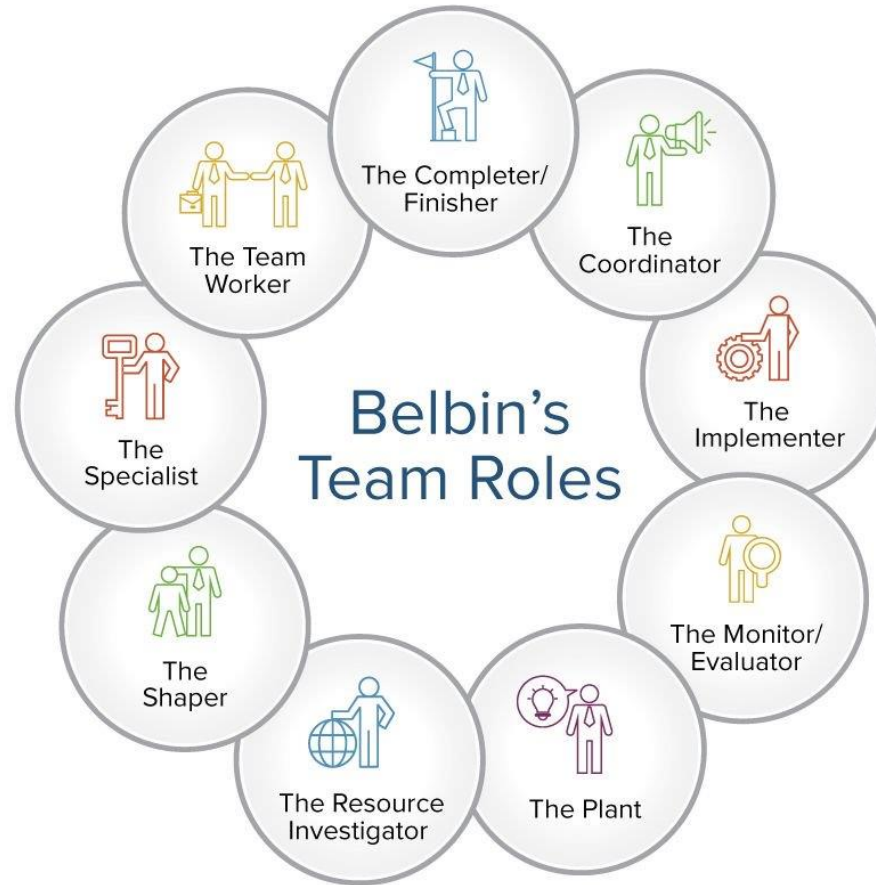 The Completer/
Finisher
The
Coordinator
The
Implementer
The Monitor/
Evaluator
The Plant
The Resource
Investigator
The
Shaper
The
Specialist
The Team
Worker
Belbin’s
Team Roles